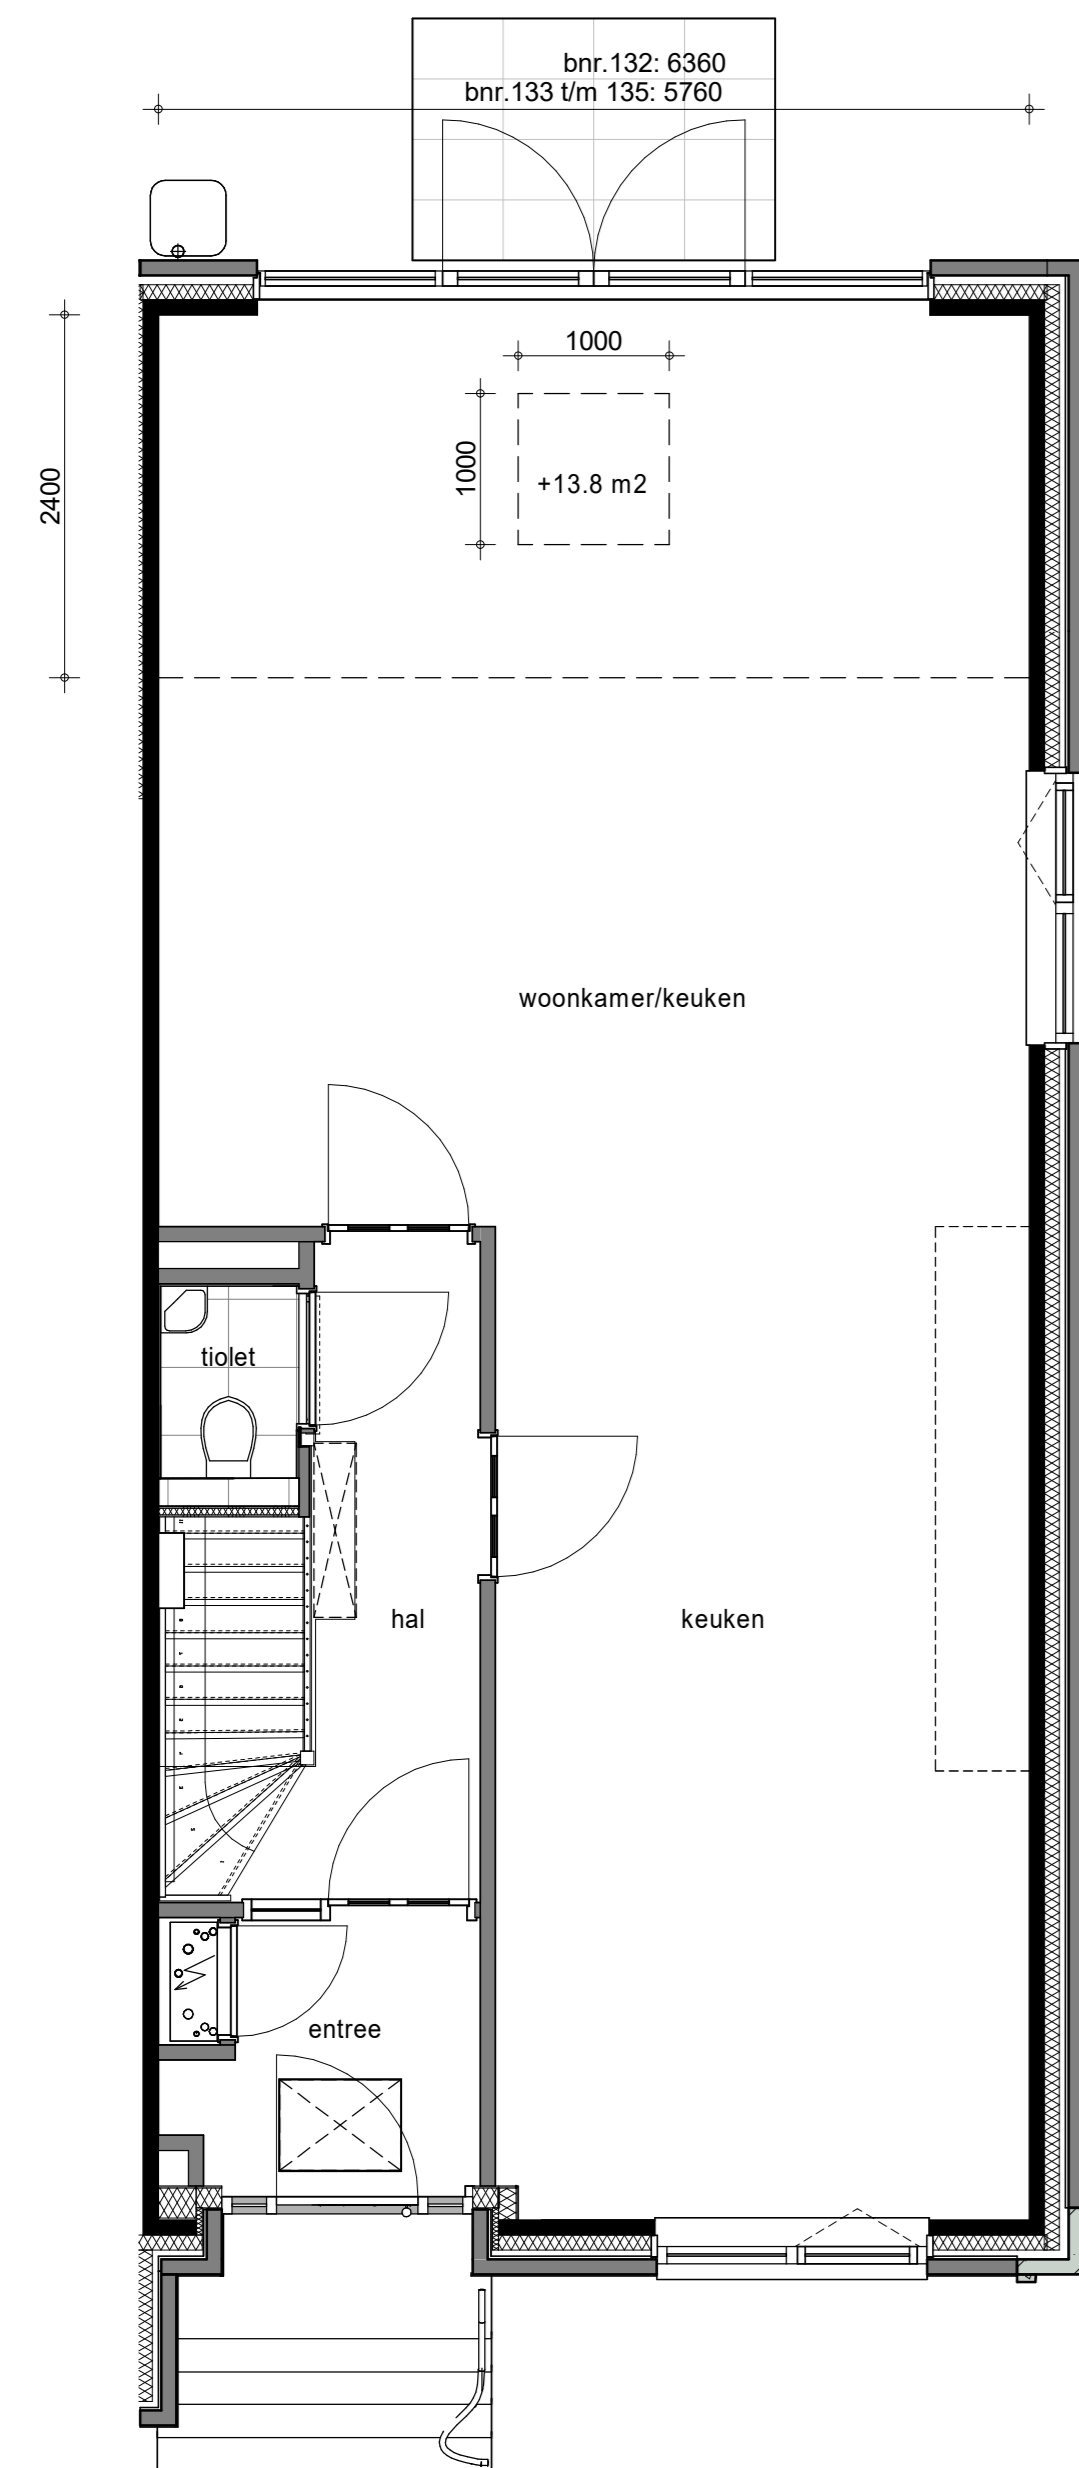 bnr.132: 6360
bnr.133 t/m 135: 5760
1000
1000
+13.8 m2
2400
woonkamer/keuken
tiolet
hal
keuken
entree